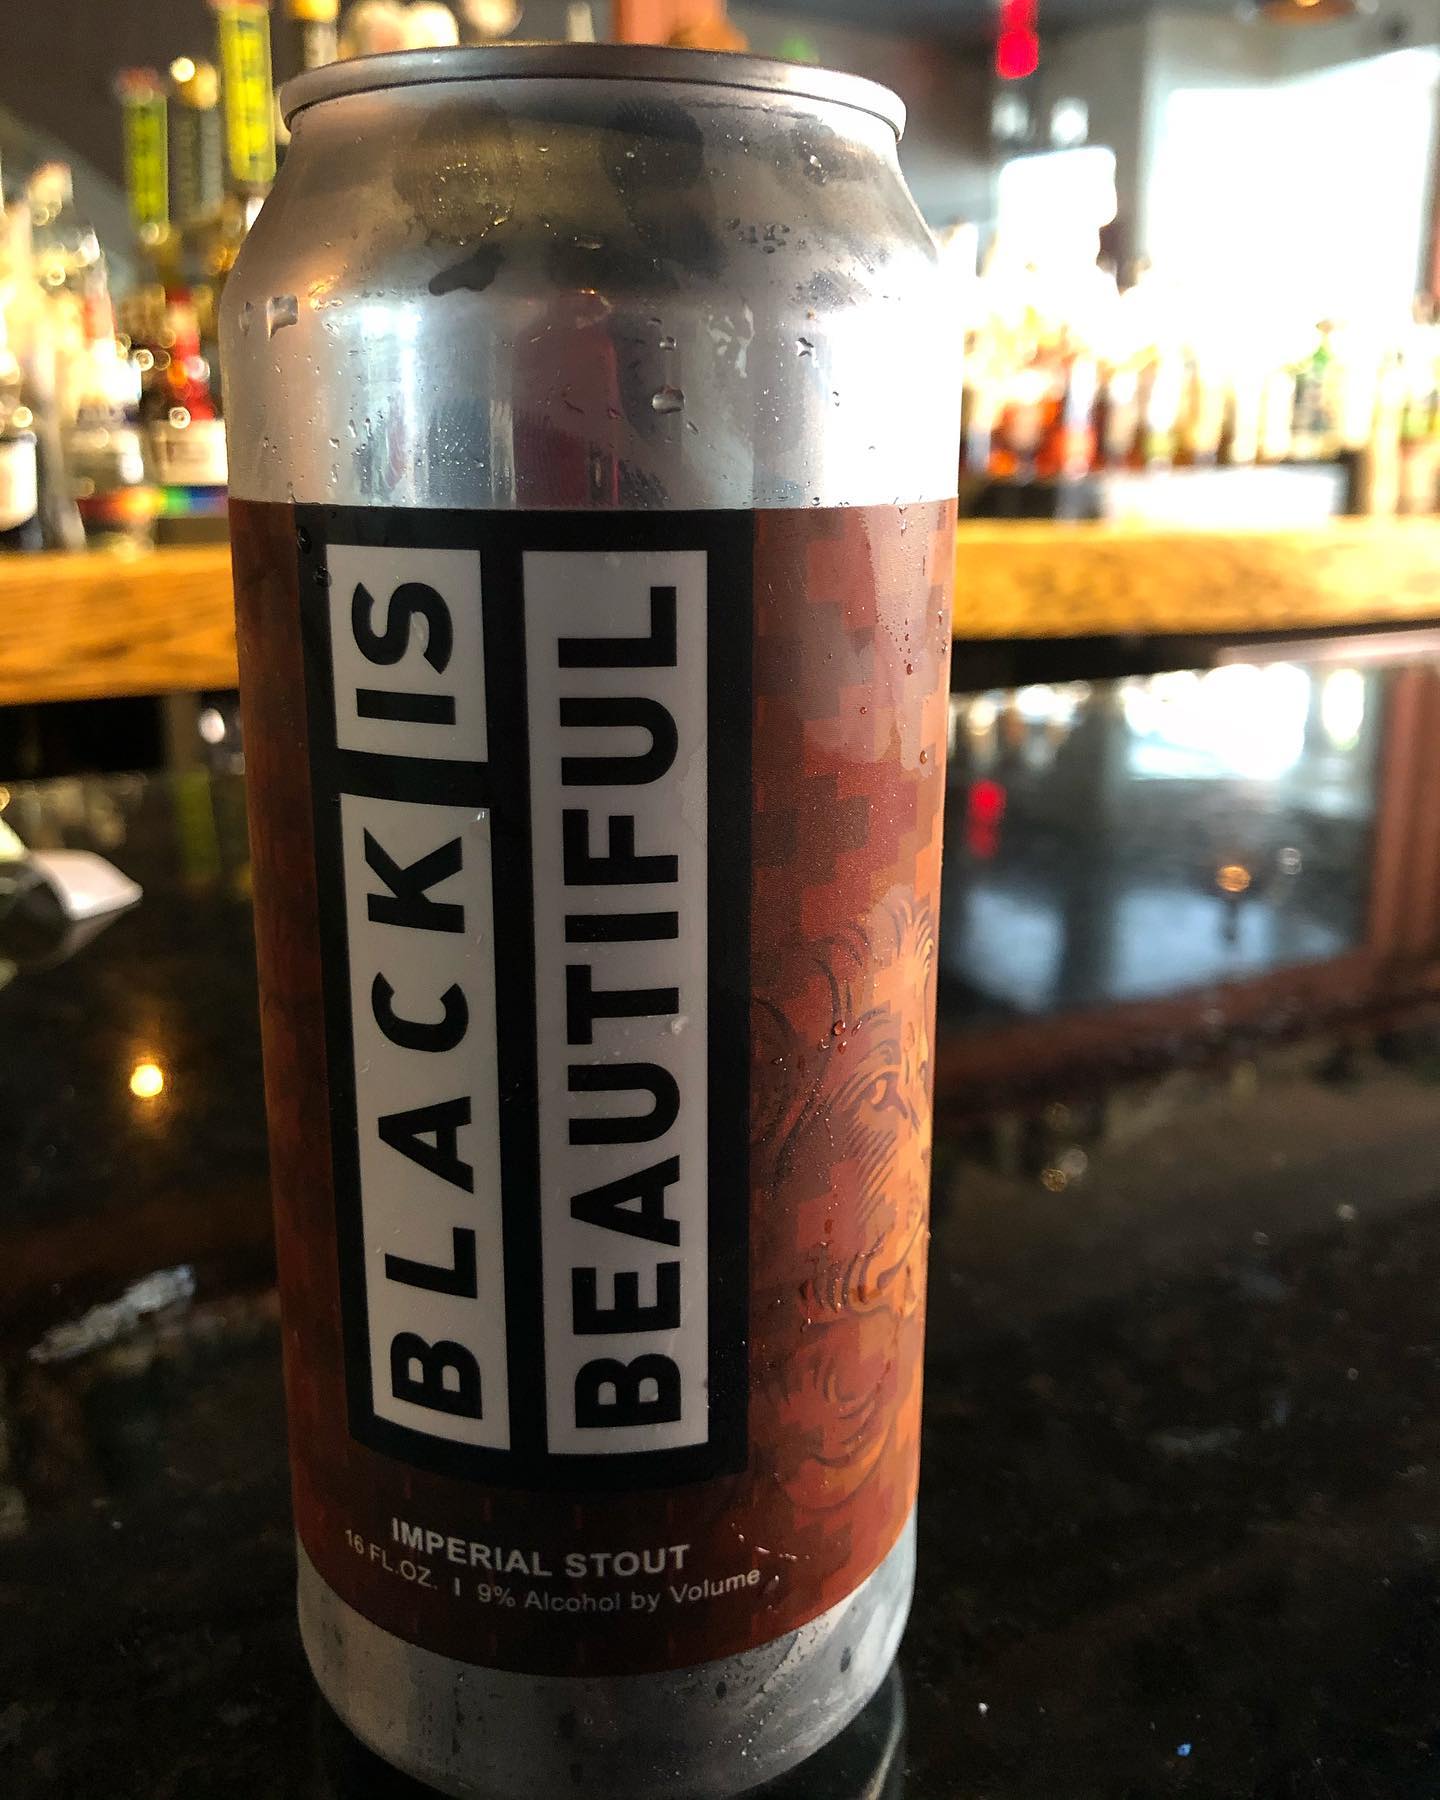 BLACK IS
BEAUTIFUL
IMPERIAL STOUT
16 FL.OZ. | 9% Alcohol by Volume